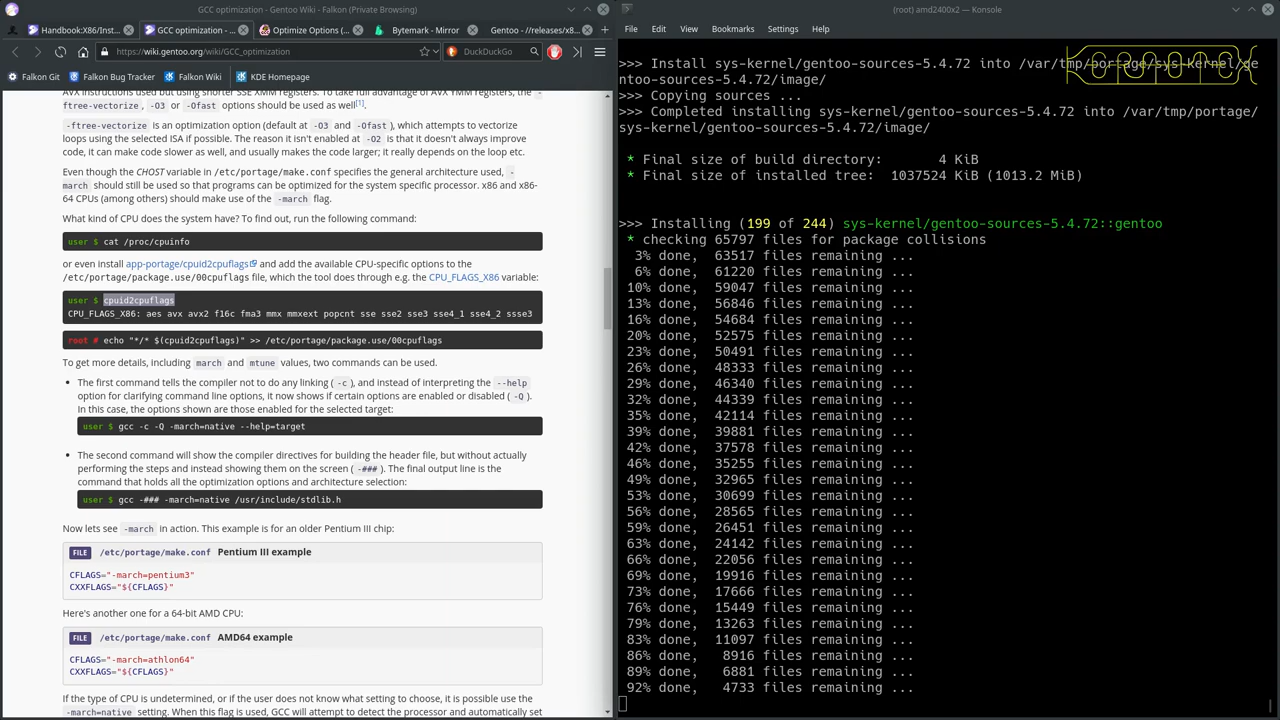 GCC optimization - Gentoo Wiki - Falkon (Private Browsing)
Handbook:X86/Inst...
GCC optimization -...
Optimize Options (...
Bytemark - Mirror
Gentoo - //releases/x8...
https://wiki.gentoo.org/wiki/GCC_optimization
DuckDuckGo
Falkon Git
Falkon Bug Tracker
Falkon Wiki
KDE Homepage
AVX instructions used but using shorter SSE XMM registers. To take full advantage of AVX YMM registers, the -
ftree-vectorize, -O3 or -Ofast options should be used as well[1].
-ftree-vectorize is an optimization option (default at -O3 and -Ofast), which attempts to vectorize
loops using the selected ISA if possible. The reason it isn't enabled at -O2 is that it doesn't always improve
code, it can make code slower as well, and usually makes the code larger; it really depends on the loop etc.
Even though the CHOST variable in /etc/portage/make.conf specifies the general architecture used, -
march should still be used so that programs can be optimized for the system specific processor. x86 and x86-
64 CPUs (among others) should make use of the -march flag.
What kind of CPU does the system have? To find out, run the following command:
user $ cat /proc/cpuinfo
or even install app-portage/cpuid2cpuflags and add the available CPU-specific options to the
/etc/portage/package.use/00cpuflags file, which the tool does through e.g. the CPU_FLAGS_X86 variable:
user $ cpuid2cpuflags
CPU_FLAGS_X86: aes avx avx2 f16c fma3 mmx mmxext popcnt sse sse2 sse3 sse4_1 sse4_2 ssse3
root # echo "*/* $(cpuid2cpuflags)" >> /etc/portage/package.use/00cpuflags
To get more details, including march and mtune values, two commands can be used.
• The first command tells the compiler not to do any linking (-c), and instead of interpreting the --help
option for clarifying command line options, it now shows if certain options are enabled or disabled (-Q).
In this case, the options shown are those enabled for the selected target:
user $ gcc -c -Q -march=native --help=target
• The second command will show the compiler directives for building the header file, but without actually
performing the steps and instead showing them on the screen (-###). The final output line is the
command that holds all the optimization options and architecture selection:
user $ gcc -### -march=native /usr/include/stdlib.h
Now lets see -march in action. This example is for an older Pentium III chip:
FILE /etc/portage/make.conf Pentium III example
CFLAGS="-march=pentium3"
CXXFLAGS="${CFLAGS}"
Here's another one for a 64-bit AMD CPU:
FILE /etc/portage/make.conf AMD64 example
CFLAGS="-march=athlon64"
CXXFLAGS="${CFLAGS}"
If the type of CPU is undetermined, or if the user does not know what setting to choose, it is possible use the
-march=native setting. When this flag is used, GCC will attempt to detect the processor and automatically set
(root) amd2400x2 — Konsole
File Edit View Bookmarks Settings Help
>>> Install sys-kernel/gentoo-sources-5.4.72 into /var/tmp/portage/sys-kernel/ge
ntoo-sources-5.4.72/image/
>>> Copying sources ...
>>> Completed installing sys-kernel/gentoo-sources-5.4.72 into /var/tmp/portage/
sys-kernel/gentoo-sources-5.4.72/image/
* Final size of build directory: 4 KiB
* Final size of installed tree: 1037524 KiB (1013.2 MiB)
>>> Installing (199 of 244) sys-kernel/gentoo-sources-5.4.72::gentoo
* checking 65797 files for package collisions
3% done, 63517 files remaining ...
6% done, 61220 files remaining ...
10% done, 59047 files remaining ...
13% done, 56846 files remaining ...
16% done, 54684 files remaining ...
20% done, 52575 files remaining ...
23% done, 50491 files remaining ...
26% done, 48333 files remaining ...
29% done, 46340 files remaining ...
32% done, 44339 files remaining ...
35% done, 42114 files remaining ...
39% done, 39881 files remaining ...
42% done, 37578 files remaining ...
46% done, 35255 files remaining ...
49% done, 32965 files remaining ...
53% done, 30699 files remaining ...
56% done, 28565 files remaining ...
59% done, 26451 files remaining ...
63% done, 24142 files remaining ...
66% done, 22056 files remaining ...
69% done, 19916 files remaining ...
73% done, 17666 files remaining ...
76% done, 15449 files remaining ...
79% done, 13263 files remaining ...
83% done, 11097 files remaining ...
86% done, 8916 files remaining ...
89% done, 6881 files remaining ...
92% done, 4733 files remaining ...